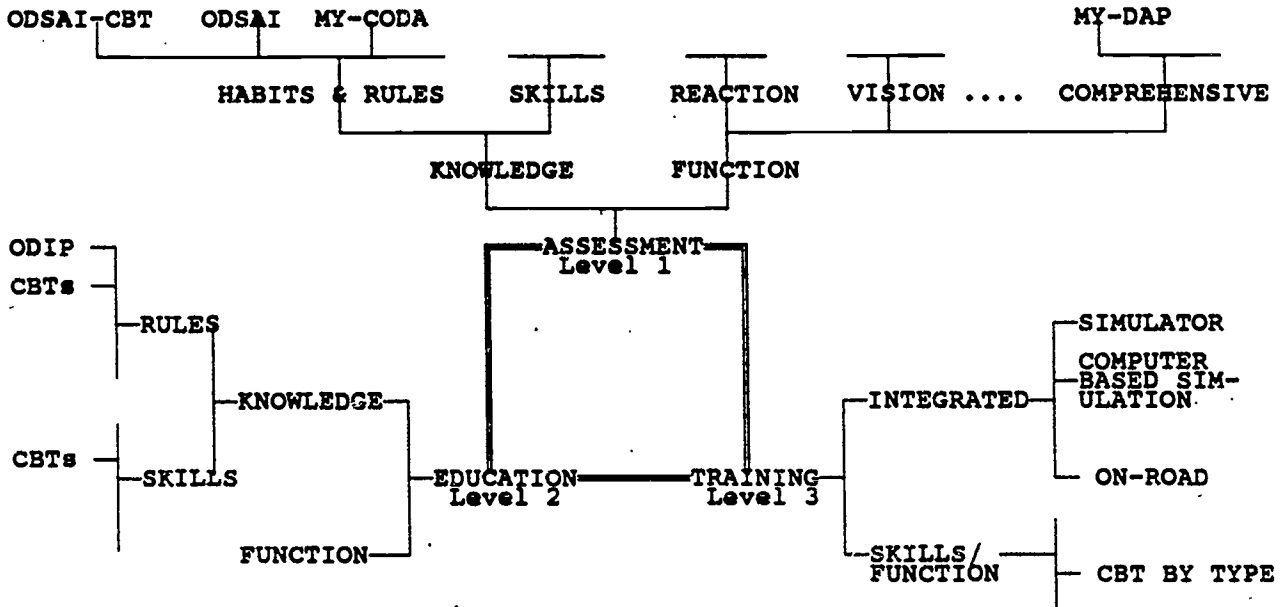 ODSAI-CBT ODSAI MY-CODA MY-DAP
HABITS & RULES SKILLS REACTION VISION .... COMPREHENSIVE
KNOWLEDGE FUNCTION
ODIP ASSESSMENT
Level 1
CBTs
RULES SIMULATOR
COMPUTER
BASED SIM-
KNOWLEDGE INTEGRATED ULATION
CBTs
SKILLS EDUCATION TRAINING ON-ROAD
Level 2 Level 3
FUNCTION SKILLS/
FUNCTION CBT BY TYPE